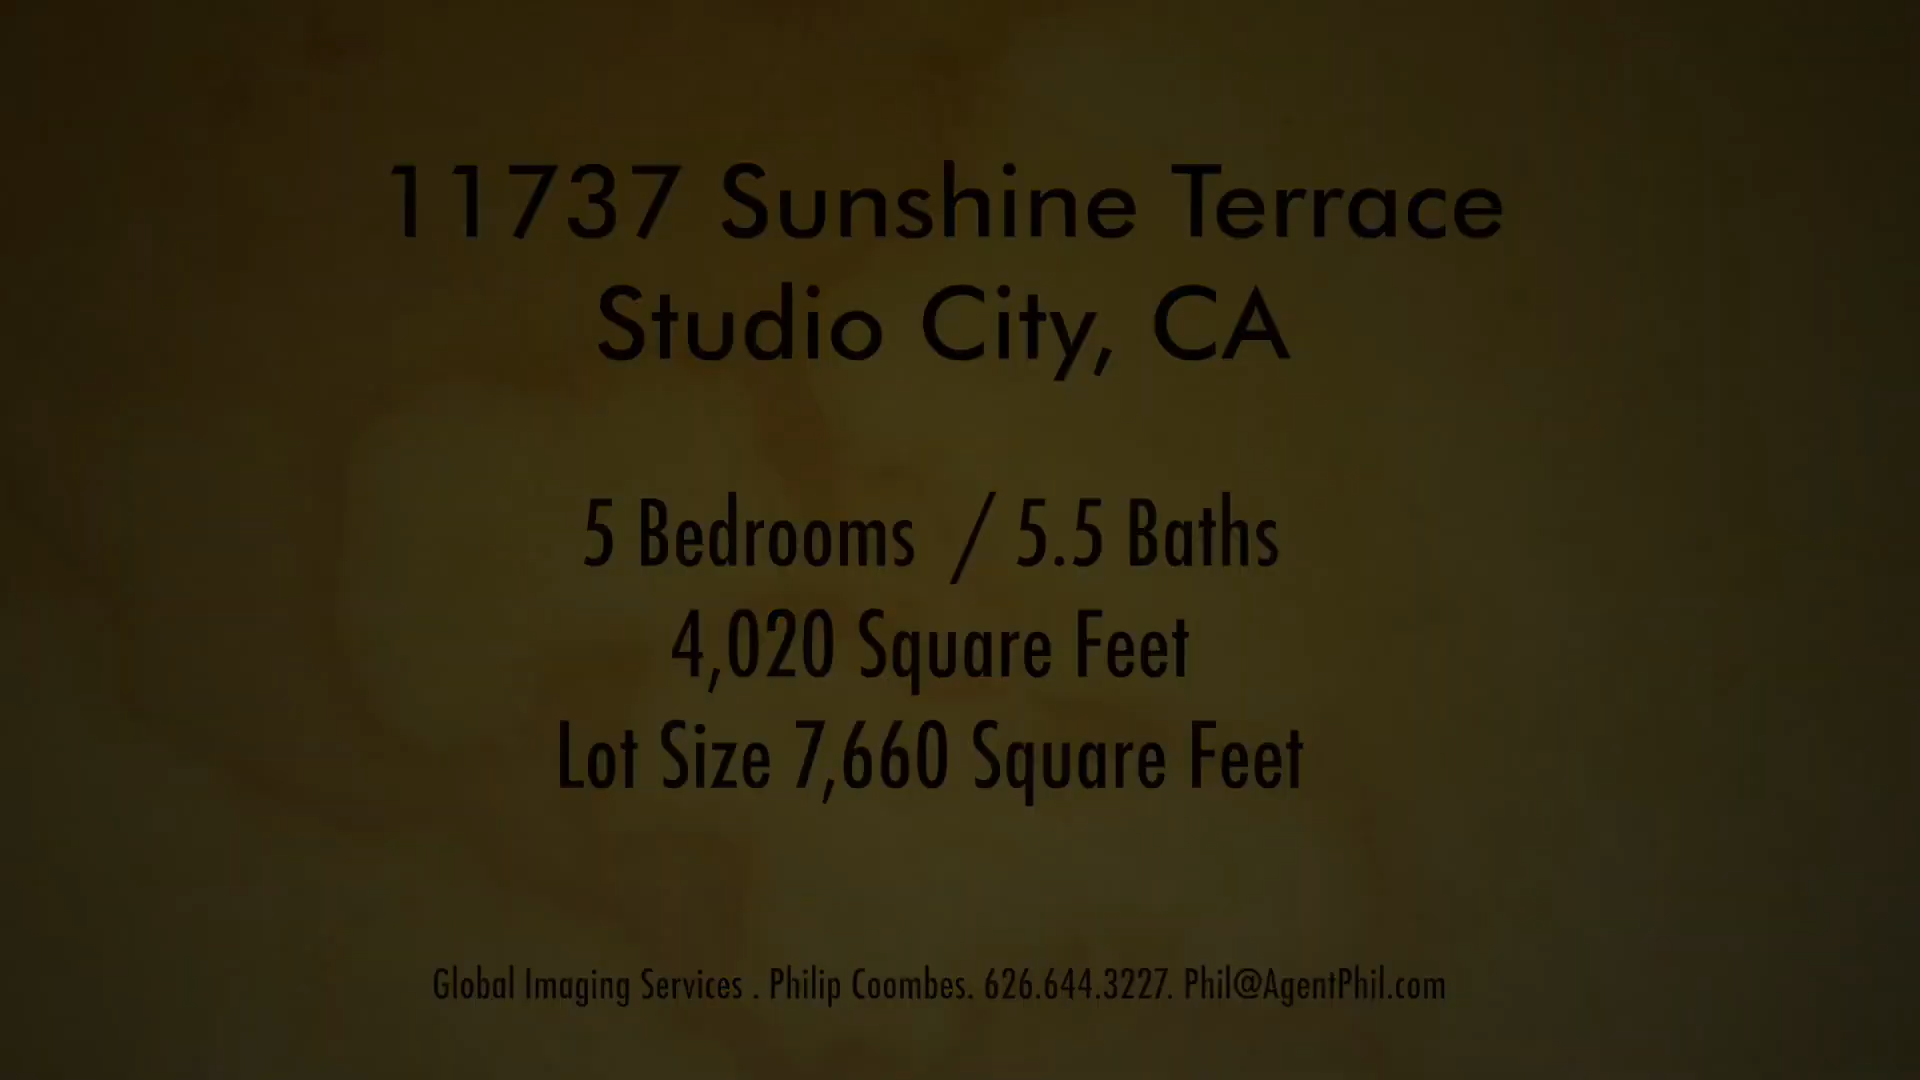 11737 Sunshine Terrace
Studio City, CA
5 Bedrooms / 5.5 Baths
4,020 Square Feet
Lot Size 7,660 Square Feet
Global Imaging Services . Philip Coombes. 626.644.3227. Phil@AgentPhil.com